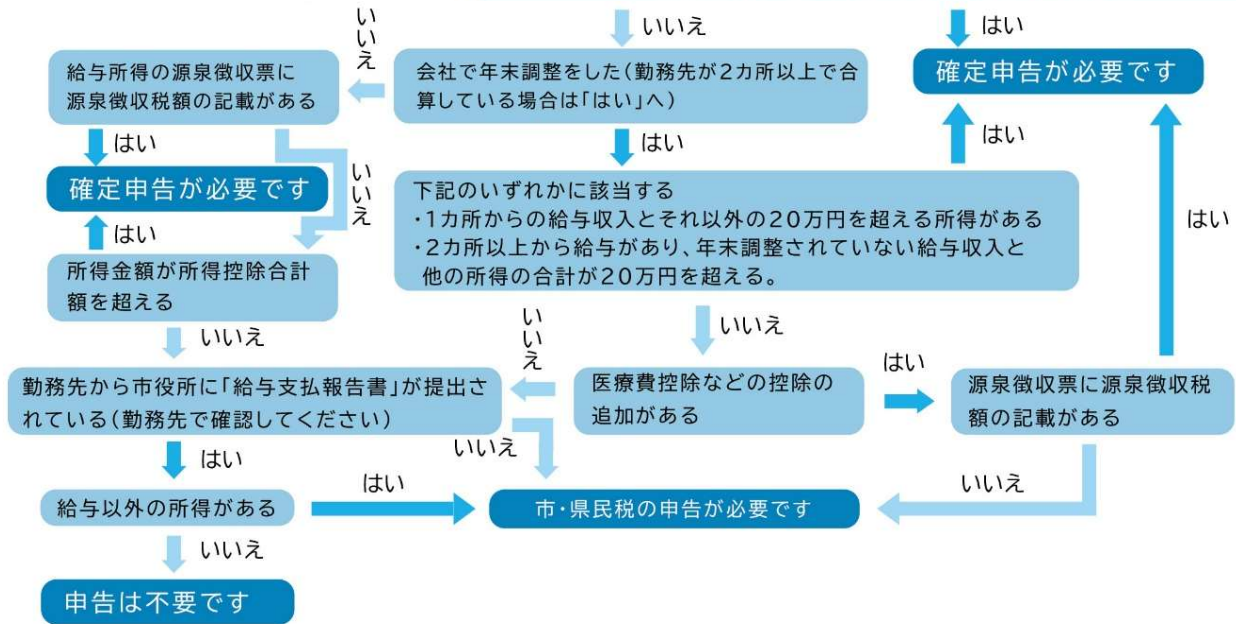 いいえ
いいえ
はい
給与所得の源泉徴収票に
源泉徴収税額の記載がある
会社で年末調整をした(勤務先が2カ所以上で合
算している場合は「はい」へ)
確定申告が必要です
はい
いいえ
はい
はい
確定申告が必要です
下記のいずれかに該当する
・1カ所からの給与収入とそれ以外の20万円を超える所得がある
・2カ所以上から給与があり、年末調整されていない給与収入と
他の所得の合計が20万円を超える。
はい
はい
所得金額が所得控除合計
額を超える
いいえ
いいえ
いいえ
勤務先から市役所に「給与支払報告書」が提出さ
れている(勤務先で確認してください)
医療費控除などの控除の
追加がある
はい
源泉徴収票に源泉徴収税
額の記載がある
はい
いいえ
給与以外の所得がある
はい
市・県民税の申告が必要です
いいえ
いいえ
申告は不要です